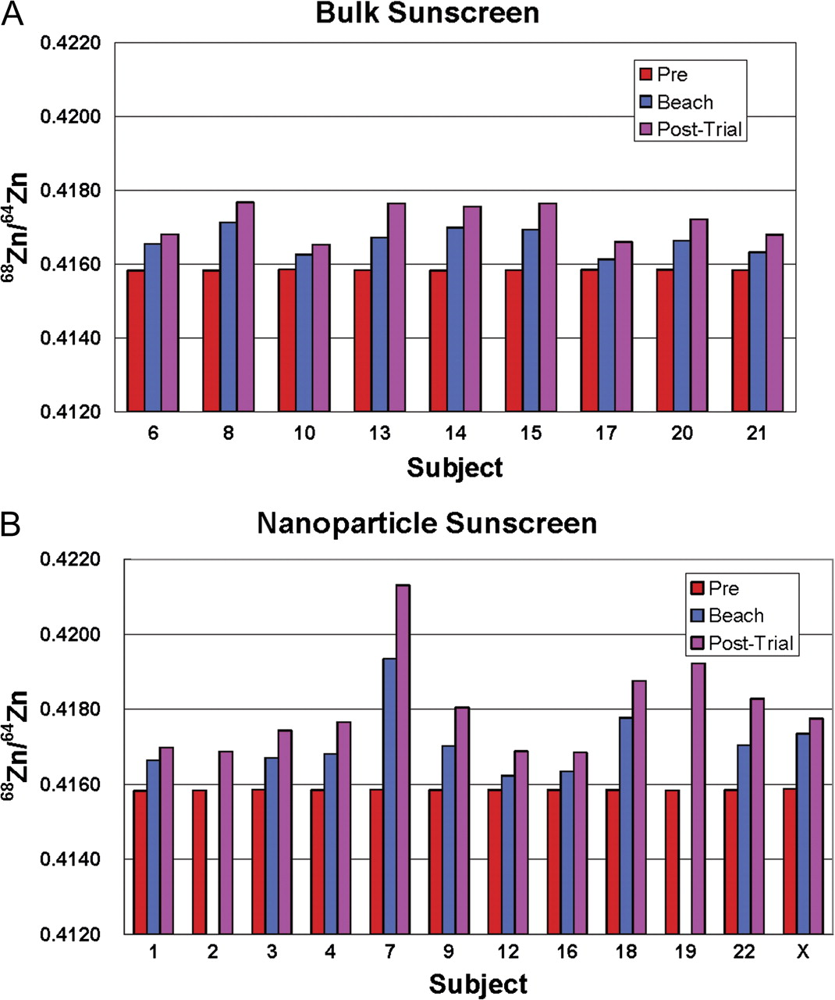 A
Bulk Sunscreen
0.4220
0.4200
0.4180
0.4160
0.4140
0.4120
68Zn/64Zn
Pre
Beach
Post-Trial
6 8 10 13 14 15 17 20 21
Subject
B
Nanoparticle Sunscreen
0.4220
0.4200
0.4180
0.4160
0.4140
0.4120
68Zn/64Zn
Pre
Beach
Post-Trial
1 2 3 4 7 9 12 16 18 19 22 X
Subject